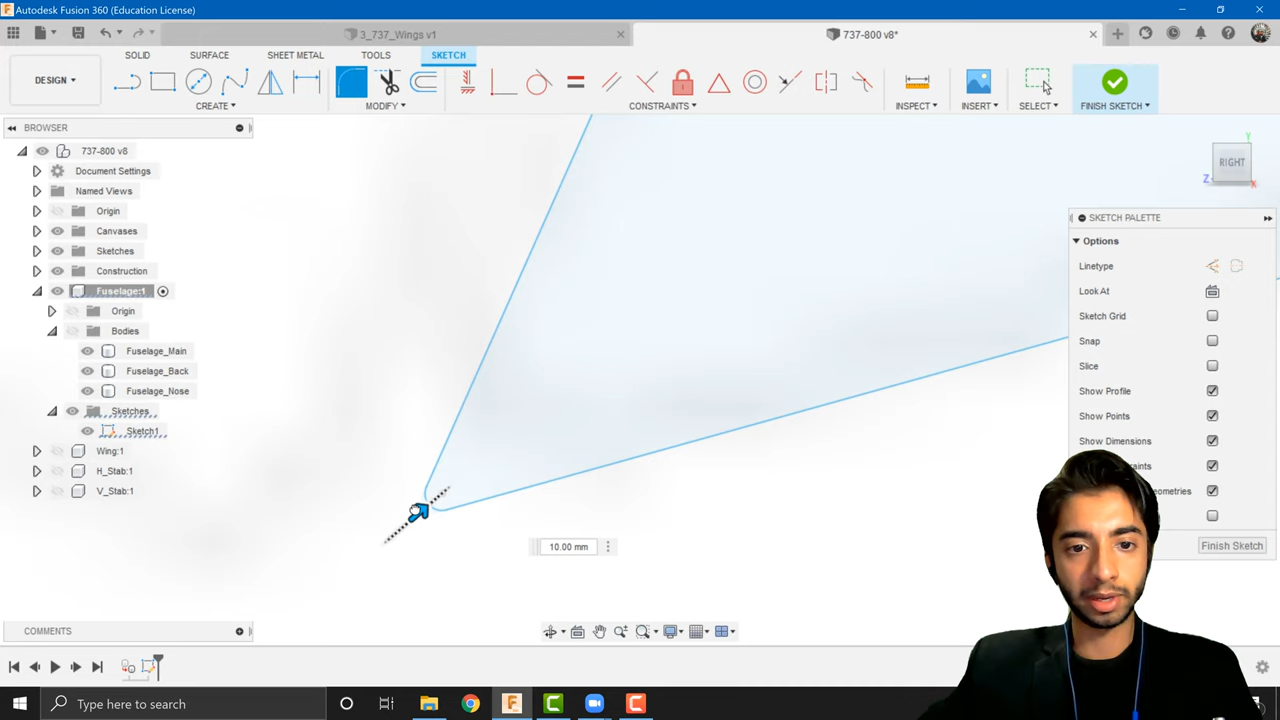 Autodesk Fusion 360 (Education License)
3_737_Wings v1
737-800 v8*
DESIGN
SOLID SURFACE SHEET METAL TOOLS SKETCH
CREATE MODIFY CONSTRAINTS INSPECT INSERT SELECT FINISH SKETCH
BROWSER
737-800 v8
Document Settings
Named Views
Origin
Canvases
Sketches
Construction
Fuselage:1
Origin
Bodies
Fuselage_Main
Fuselage_Back
Fuselage_Nose
Sketches
Sketch1
Wing:1
H_Stab:1
V_Stab:1
RIGHT
Y
Z
X
SKETCH PALETTE
Options
Linetype
Look At
Sketch Grid
Snap
Slice
Show Profile
Show Points
Show Dimensions
10.00 mm
Finish Sketch
COMMENTS
Type here to search